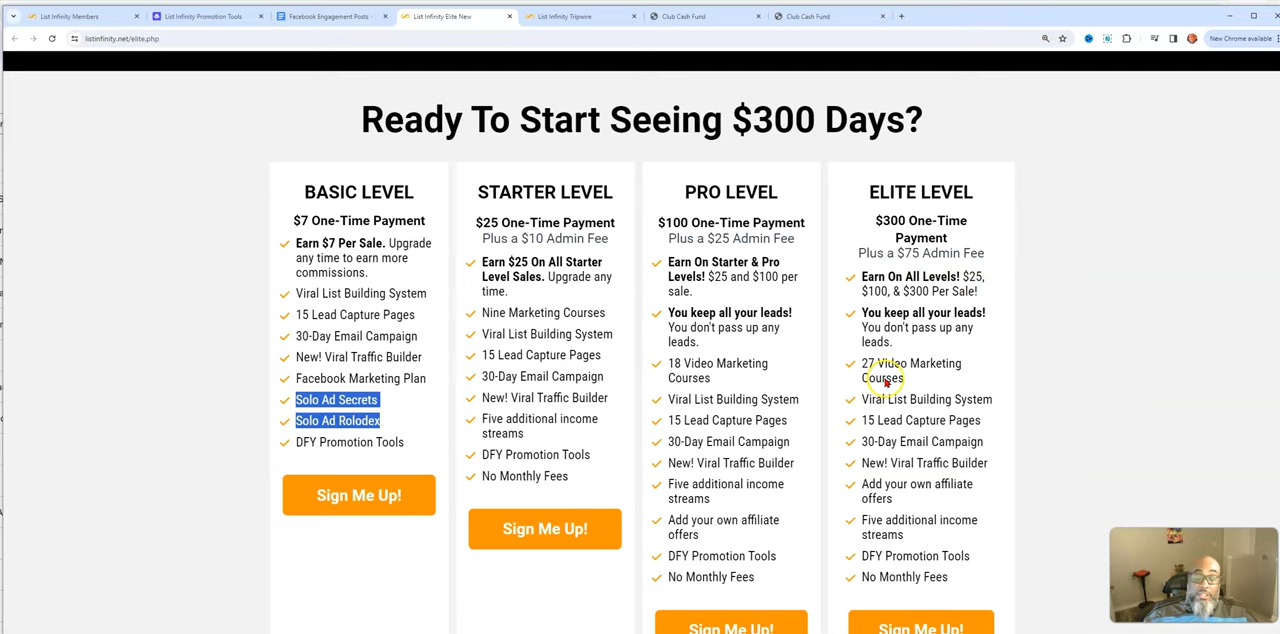 List Infinity Members
List Infinity Promotion Tools
Facebook Engagement Posts -
List Infinity Elite New
List Infinity Tripwire
Club Cash Fund
Club Cash Fund
listinfinity.net/elite.php
New Chrome available
Ready To Start Seeing $300 Days?
BASIC LEVEL
$7 One-Time Payment
Earn $7 Per Sale. Upgrade
any time to earn more
commissions.
Viral List Building System
15 Lead Capture Pages
30-Day Email Campaign
New! Viral Traffic Builder
Facebook Marketing Plan
Solo Ad Secrets
Solo Ad Rolodex
DFY Promotion Tools
Sign Me Up!
STARTER LEVEL
$25 One-Time Payment
Plus a $10 Admin Fee
Earn $25 On All Starter
Level Sales. Upgrade any
time.
Nine Marketing Courses
Viral List Building System
15 Lead Capture Pages
30-Day Email Campaign
New! Viral Traffic Builder
Five additional income
streams
DFY Promotion Tools
No Monthly Fees
Sign Me Up!
PRO LEVEL
$100 One-Time Payment
Plus a $25 Admin Fee
Earn On Starter & Pro
Levels! $25 and $100 per
sale.
You keep all your leads!
You don't pass up any
leads.
18 Video Marketing
Courses
Viral List Building System
15 Lead Capture Pages
30-Day Email Campaign
New! Viral Traffic Builder
Five additional income
streams
Add your own affiliate
offers
DFY Promotion Tools
No Monthly Fees
Sign Me Up!
ELITE LEVEL
$300 One-Time
Payment
Plus a $75 Admin Fee
Earn On All Levels! $25,
$100, & $300 Per Sale!
You keep all your leads!
You don't pass up any
leads.
27 Video Marketing
Courses
Viral List Building System
15 Lead Capture Pages
30-Day Email Campaign
New! Viral Traffic Builder
Add your own affiliate
offers
Five additional income
streams
DFY Promotion Tools
No Monthly Fees
Sign Me Up!